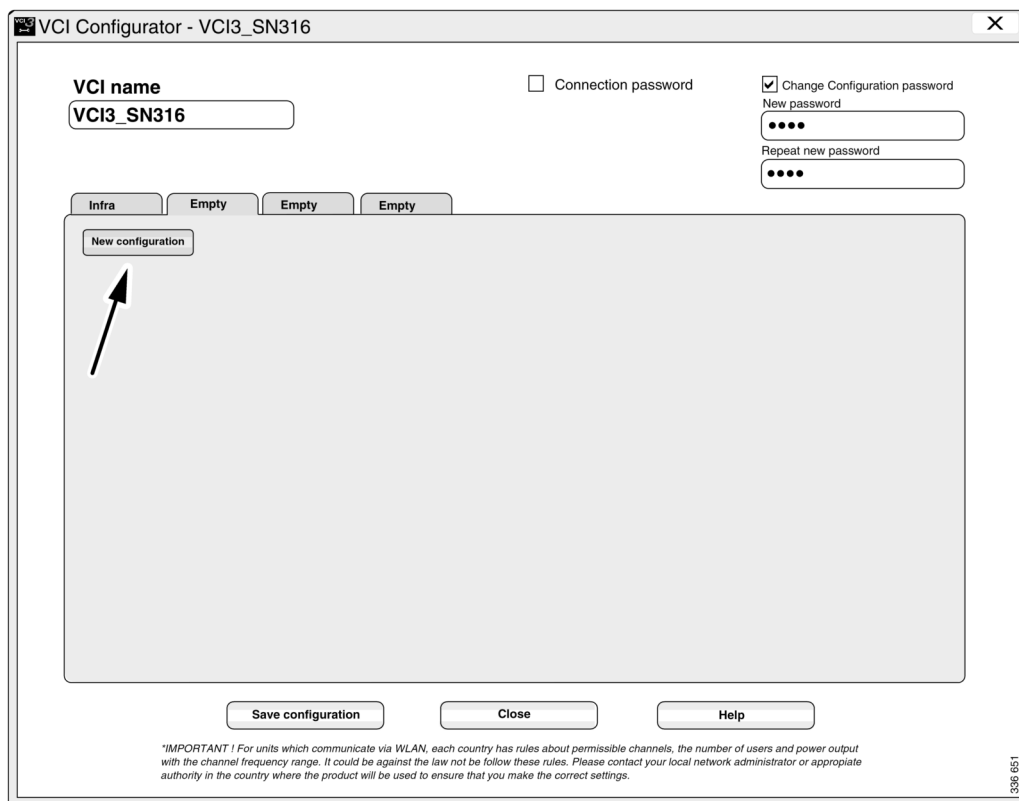 VCI 3
VCI Configurator - VCI3_SN316
X
VCI name
VCI3_SN316
Connection password
Change Configuration password
New password
••••
Repeat new password
••••
Infra
Empty
Empty
Empty
New configuration
Save configuration
Close
Help
*IMPORTANT ! For units which communicate via WLAN, each country has rules about permissible channels, the number of users and power output
with the channel frequency range. It could be against the law not be follow these rules. Please contact your local network administrator or appropiate
authority in the country where the product will be used to ensure that you make the correct settings.
336 651